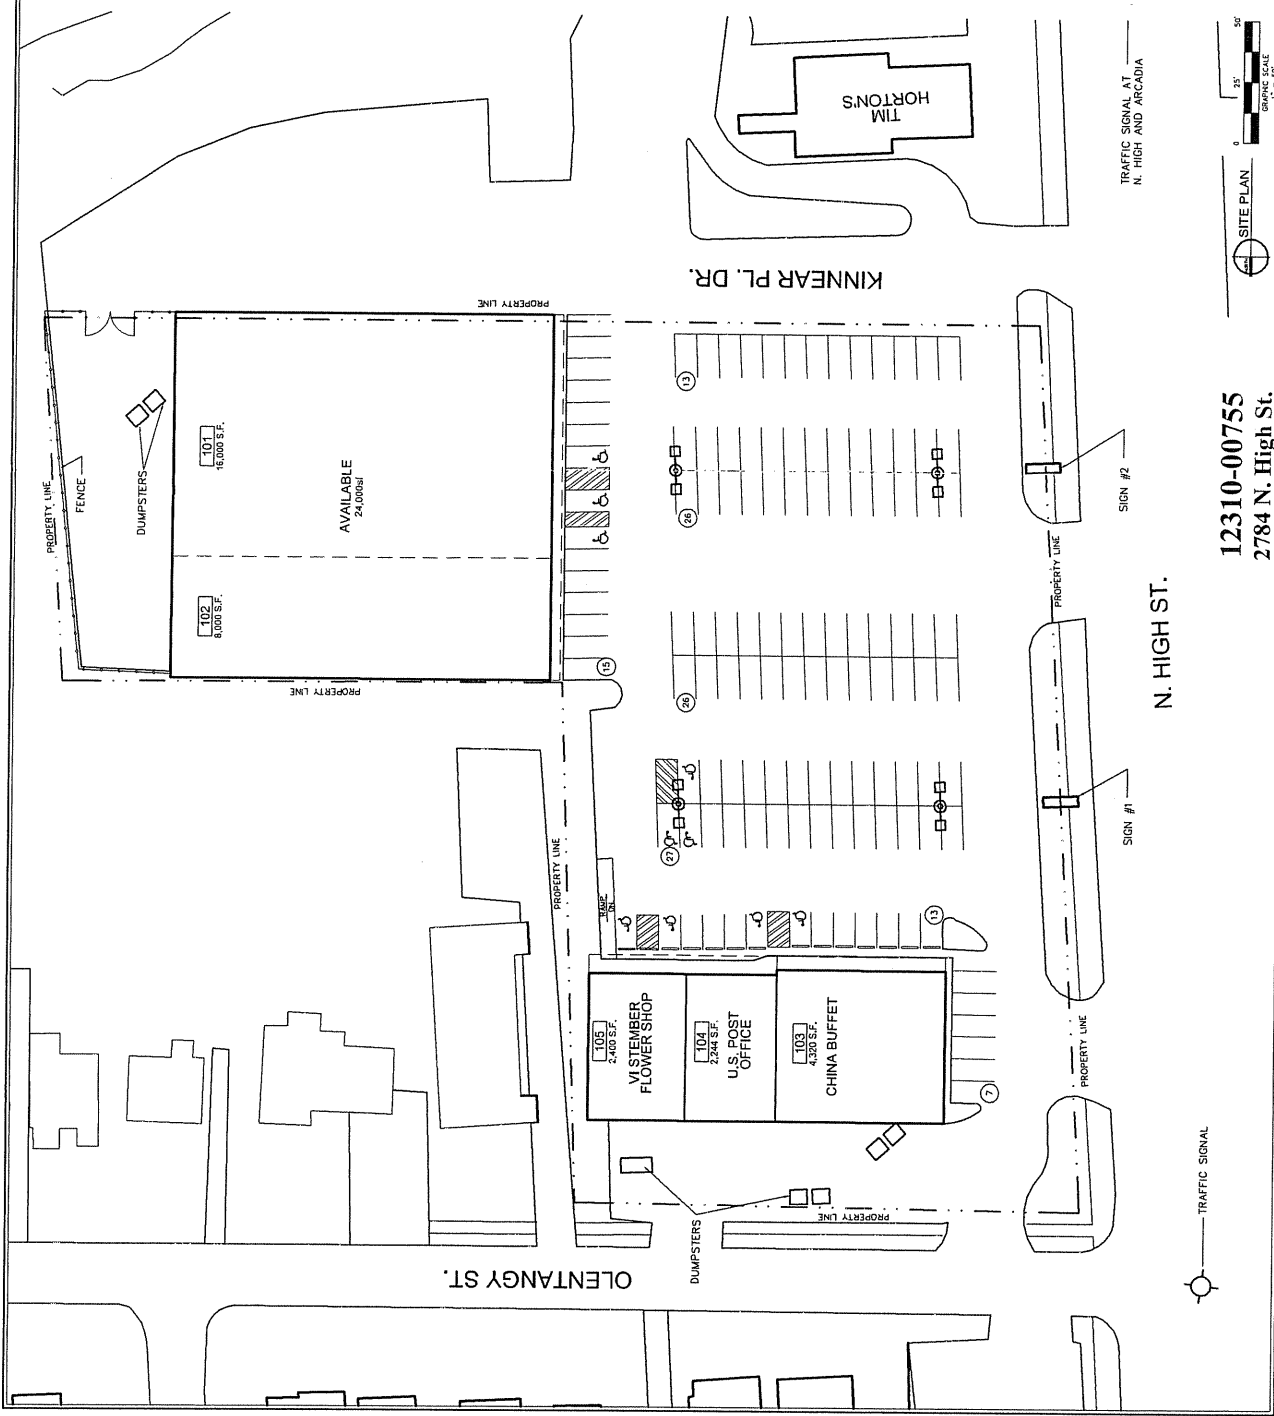 PROPERTY LINE
FENCE
DUMPSTERS
101
16,000 S.F.
102
8,000 S.F.
AVAILABLE
24,000sf
PROPERTY LINE
PROPERTY LINE
15
TIM
HORTON'S
KINNEAR PL. DR.
13
26
26
27
13
7
PROPERTY LINE
105
2,400 S.F.
VI STEMBER
FLOWER SHOP
104
2,244 S.F.
U.S. POST
OFFICE
103
4,320 S.F.
CHINA BUFFET
DUMPSTERS
PROPERTY LINE
OLENTANGY ST.
PROPERTY LINE
PROPERTY LINE
SIGN #1
SIGN #2
N. HIGH ST.
TRAFFIC SIGNAL
TRAFFIC SIGNAL AT
N. HIGH AND ARCADIA
SITE PLAN
0 25' 50'
GRAPHIC SCALE
12310-00755
2784 N. High St.